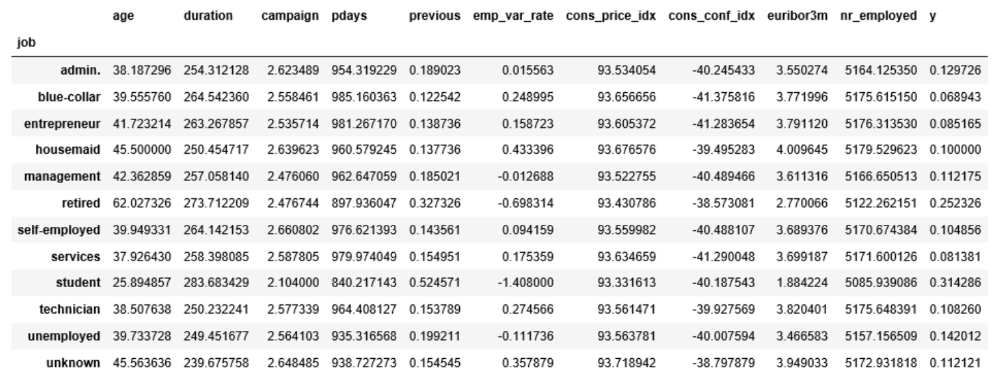 age duration campaign pdays previous emp_var_rate cons_price_idx cons_conf_idx euribor3m nr_employed y
job
admin. 38.187296 254.312128 2.623489 954.319229 0.189023 0.015563 93.534054 -40.245433 3.550274 5164.125350 0.129726
blue-collar 39.555760 264.542360 2.558461 985.160363 0.122542 0.248995 93.656656 -41.375816 3.771996 5175.615150 0.068943
entrepreneur 41.723214 263.267857 2.535714 981.267170 0.138736 0.158723 93.605372 -41.283654 3.791120 5176.313530 0.085165
housemaid 45.500000 250.454717 2.639623 960.579245 0.137736 0.433396 93.676576 -39.495283 4.009645 5179.529623 0.100000
management 42.362859 257.058140 2.476060 962.647059 0.185021 -0.012688 93.522755 -40.489466 3.611316 5166.650513 0.112175
retired 62.027326 273.712209 2.476744 897.936047 0.327326 -0.698314 93.430786 -38.573081 2.770066 5122.262151 0.252326
self-employed 39.949331 264.142153 2.660802 976.621393 0.143561 0.094159 93.559982 -40.488107 3.689376 5170.674384 0.104856
services 37.926430 258.398085 2.587805 979.974049 0.154951 0.175359 93.634659 -41.290048 3.699187 5171.600126 0.081381
student 25.894857 283.683429 2.104000 840.217143 0.524571 -1.408000 93.331613 -40.187543 1.884224 5085.939086 0.314286
technician 38.507638 250.232241 2.577339 964.408127 0.153789 0.274566 93.561471 -39.927569 3.820401 5175.648391 0.108260
unemployed 39.733728 249.451677 2.564103 935.316568 0.199211 -0.111736 93.563781 -40.007594 3.466583 5157.156509 0.142012
unknown 45.563636 239.675758 2.648485 938.727273 0.154545 0.357879 93.718942 -38.797879 3.949033 5172.931818 0.112121